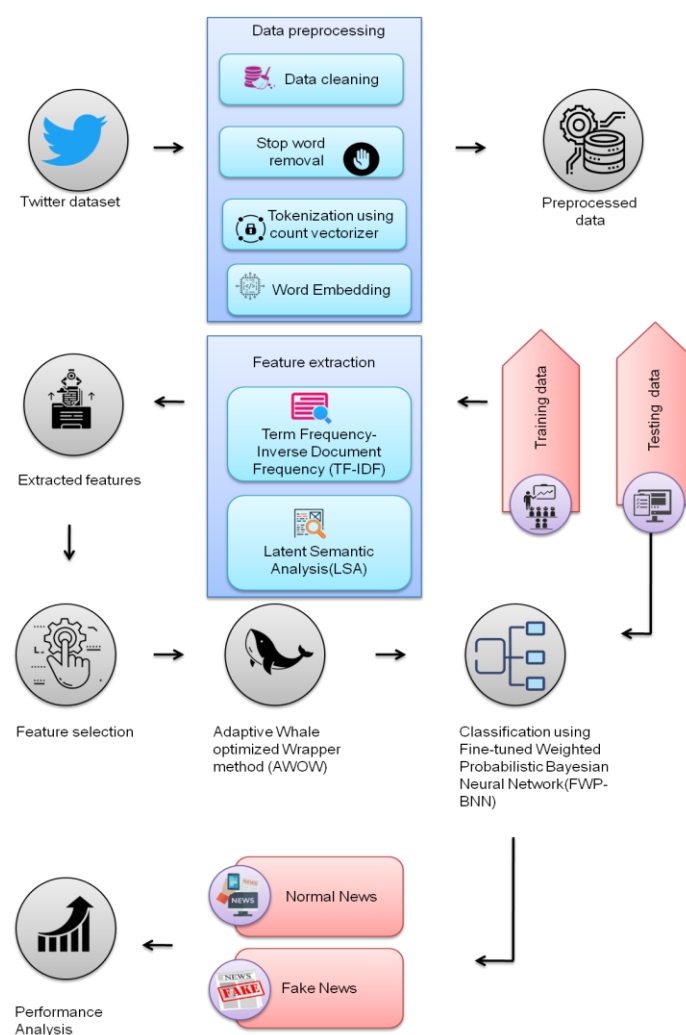 Data preprocessing
Data cleaning
Stop word
removal
Tokenization using
count vectorizer
Word Embedding
Twitter dataset
Preprocessed
data
Feature extraction
Term Frequency-
Inverse Document
Frequency (TF-IDF)
Latent Semantic
Analysis(LSA)
Training data
Testing data
Extracted features
Feature selection
Adaptive Whale
optimized Wrapper
method (AWOW)
Classification using
Fine-tuned Weighted
Probabilistic Bayesian
Neural Network(FWP-
BNN)
NEWS
Normal News
NEWS
FAKE
Fake News
Performance
Analysis